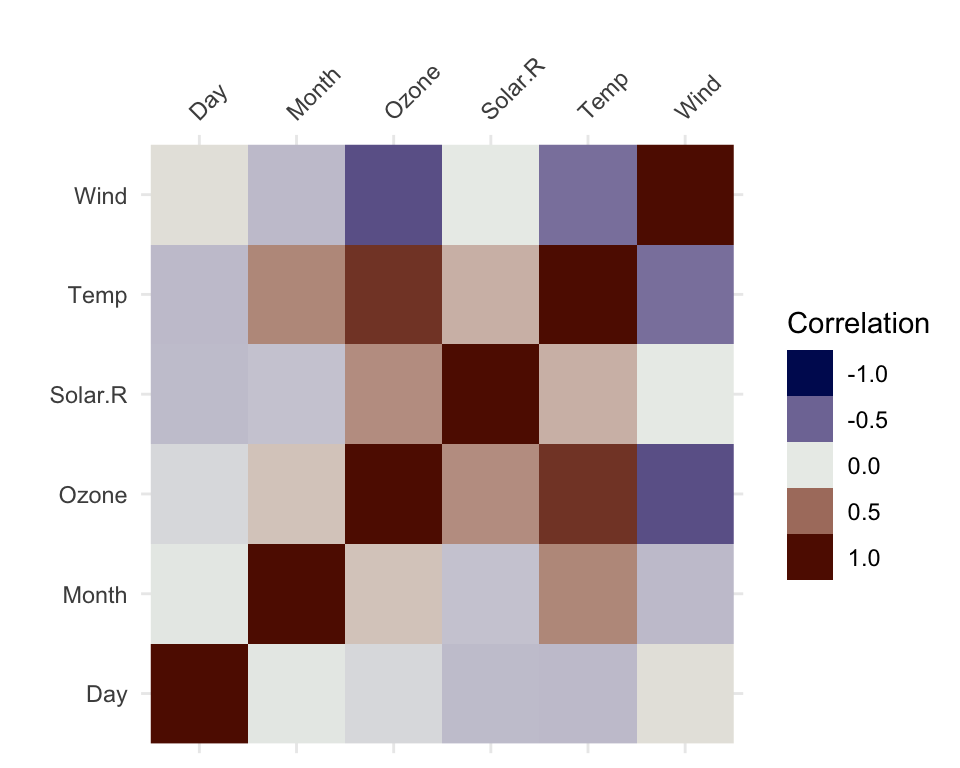 Day
Month
Ozone
Solar.R
Temp
Wind
Wind
Temp
Solar.R
Ozone
Month
Day
Correlation
-1.0
-0.5
0.0
0.5
1.0